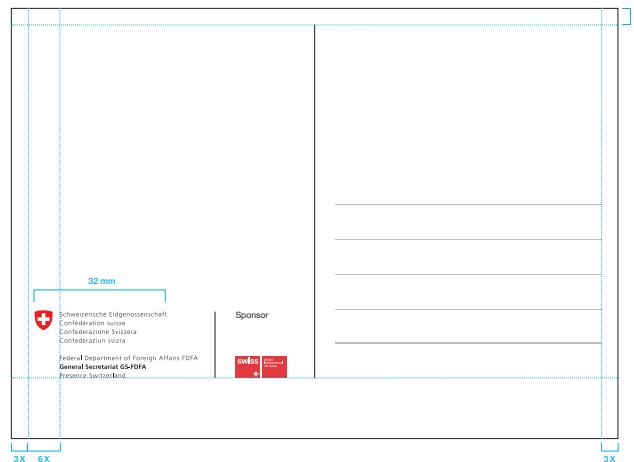 32 mm
Schweizerische Eidgenossenschaft
Confédération suisse
Confederazione Svizzera
Confederaziun svizra
Federal Department of Foreign Affairs FDFA
General Secretariat GS-FDFA
Presence Switzerland
Sponsor
swiss
3X
6X
3X